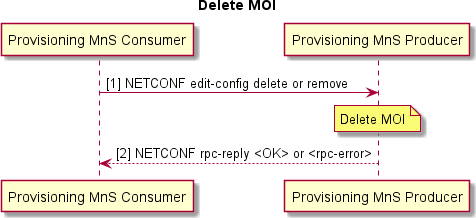 Delete MOI
Provisioning MnS Consumer
Provisioning MnS Producer
[1] NETCONF edit-config delete or remove
Delete MOI
[2] NETCONF rpc-reply <OK> or <rpc-error>
Provisioning MnS Consumer
Provisioning MnS Producer